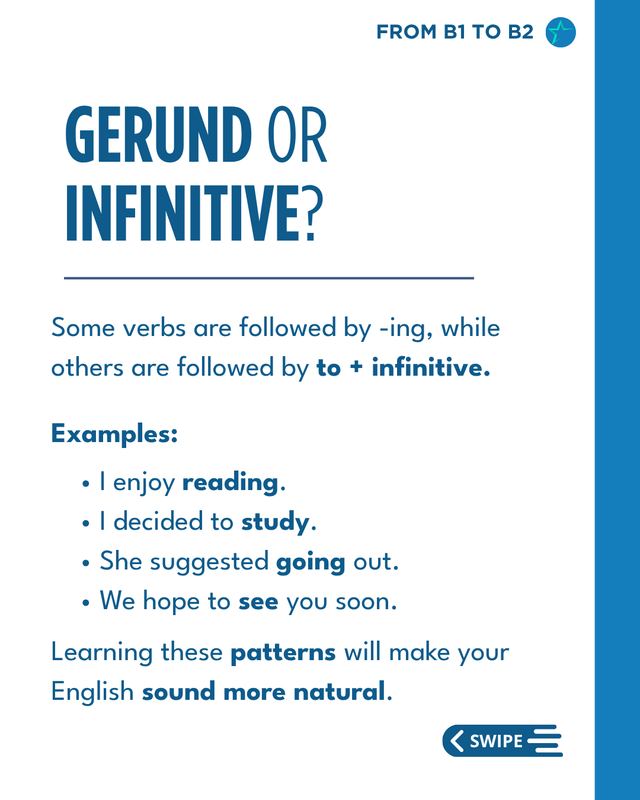 FROM B1 TO B2
GERUND OR
INFINITIVE?
Some verbs are followed by -ing, while
others are followed by to + infinitive.
Examples:
• I enjoy reading.
• I decided to study.
• She suggested going out.
• We hope to see you soon.
Learning these patterns will make your
English sound more natural.
SWIPE